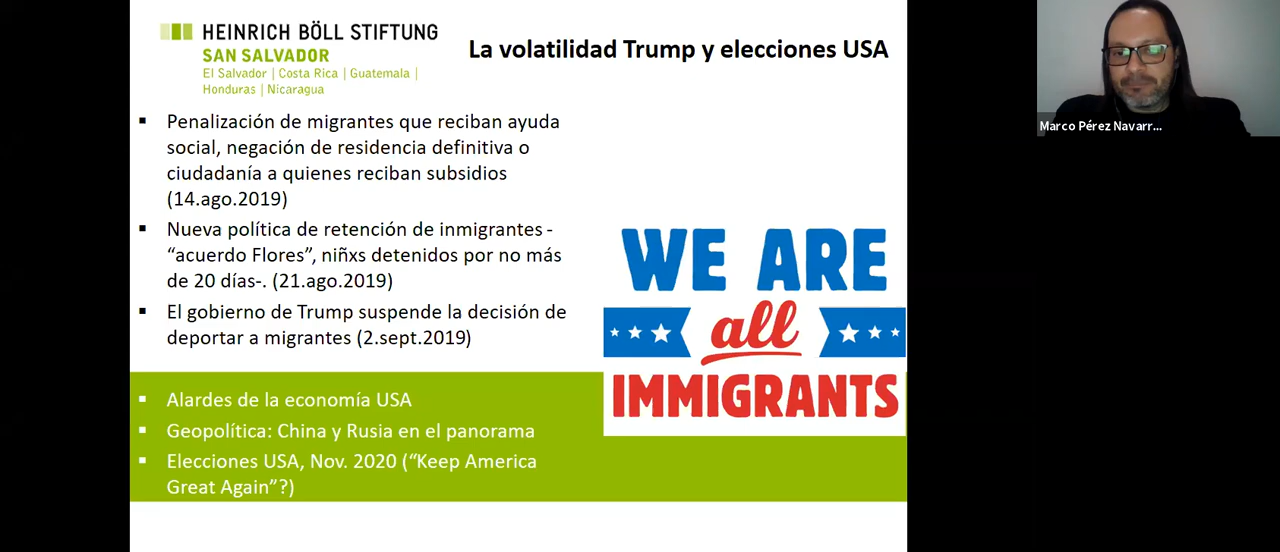 HEINRICH BÖLL STIFTUNG
SAN SALVADOR
El Salvador | Costa Rica | Guatemala |
Honduras | Nicaragua
La volatilidad Trump y elecciones USA
Penalización de migrantes que reciban ayuda
social, negación de residencia definitiva o
ciudadanía a quienes reciban subsidios
(14.ago.2019)
Nueva política de retención de inmigrantes -
“acuerdo Flores”, niñxs detenidos por no más
de 20 días-. (21.ago.2019)
El gobierno de Trump suspende la decisión de
deportar a migrantes (2.sept.2019)
Alardes de la economía USA
Geopolítica: China y Rusia en el panorama
Elecciones USA, Nov. 2020 (“Keep America
Great Again”?)
WE ARE
all
IMMIGRANTS
Marco Pérez Navarr...